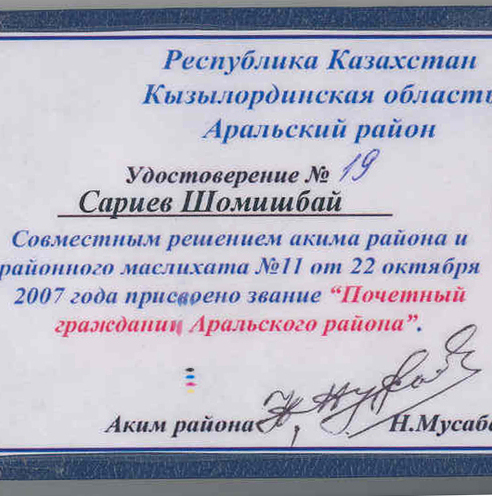 Республика Казахстан
Кызылординская область
Аральский район
Удостоверение № 19
Сариев Шомишбай
Совместным решением акима района и
районного маслихата №11 от 22 октября
2007 года присвоено звание “Почетный
гражданин Аральского района”.
Аким района Н.Мусаба